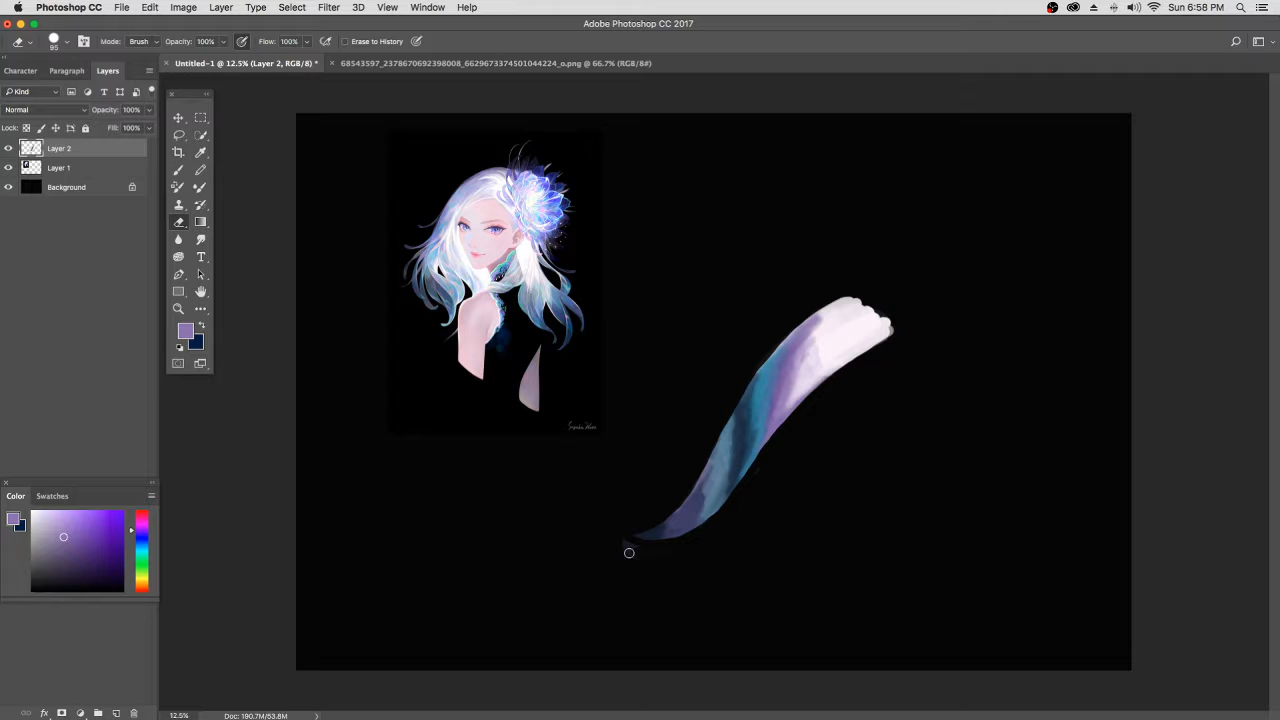 Photoshop CC File Edit Image Layer Type Select Filter 3D View Window Help Sun 6:58 PM
Adobe Photoshop CC 2017
95 Mode: Brush Opacity: 100% Flow: 100% Erase to History
Untitled-1 @ 12.5% (Layer 2, RGB/8) * 68543597_2378670692398008_6629673374501044224_o.png @ 66.7% (RGB/8#)
Character Paragraph Layers
Kind
Normal Opacity: 100%
Lock: Fill: 100%
Layer 2
Layer 1
Background
Color Swatches
12.5% Doc: 190.7M/53.8M